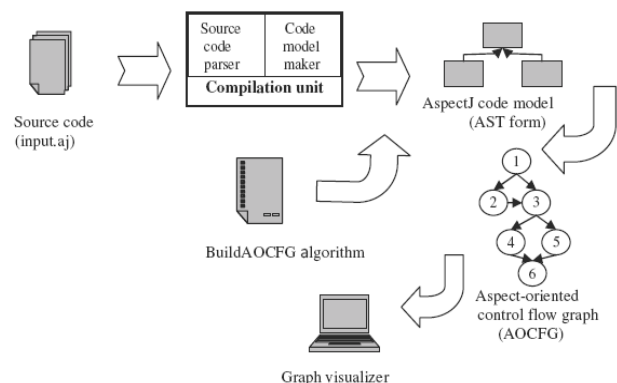 Source
code
parser
Code
model
maker
Compilation unit
Source code
(input.aj)
AspectJ code model
(AST form)
BuildAOCFG algorithm
1
2
3
4
5
6
Aspect-oriented
control flow graph
(AOCFG)
Graph visualizer